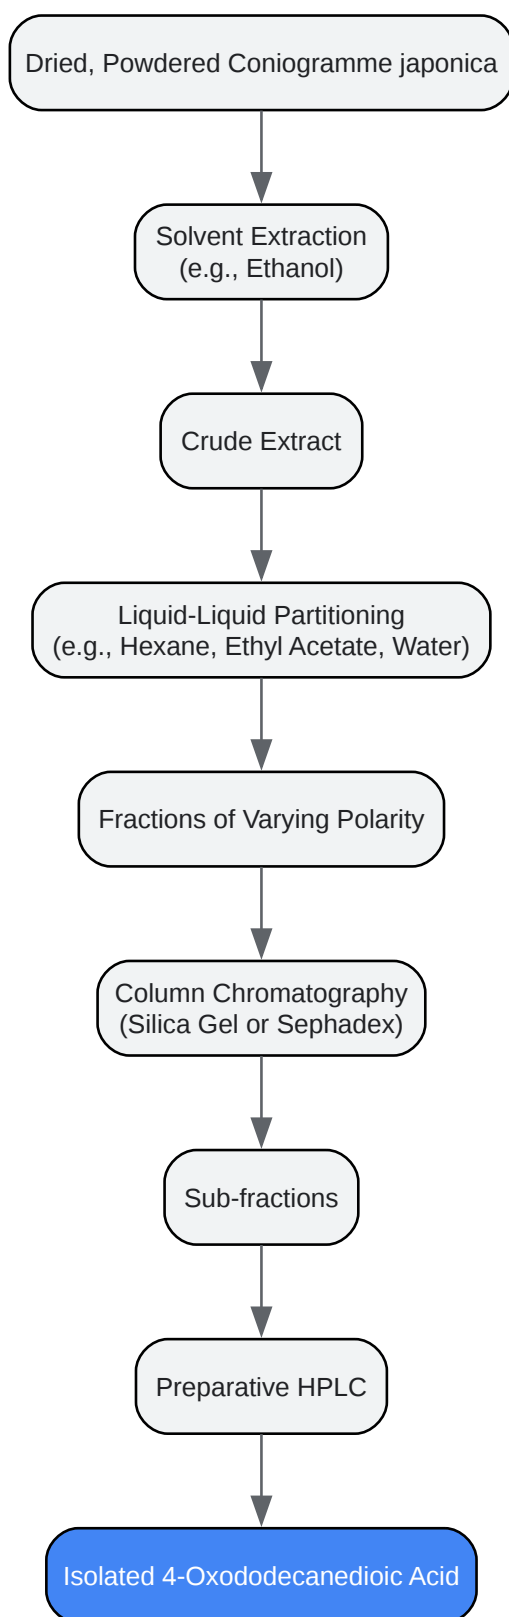 Dried, Powdered Coniogramme japonica
Solvent Extraction
(e.g., Ethanol)
Crude Extract
Liquid-Liquid Partitioning
(e.g., Hexane, Ethyl Acetate, Water)
Fractions of Varying Polarity
Column Chromatography
(Silica Gel or Sephadex)
Sub-fractions
Preparative HPLC
Isolated 4-Oxododecanedioic Acid